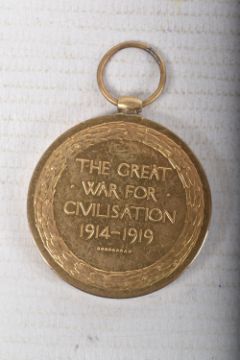 THE GREAT
WAR FOR
CIVILISATION
1914-1919